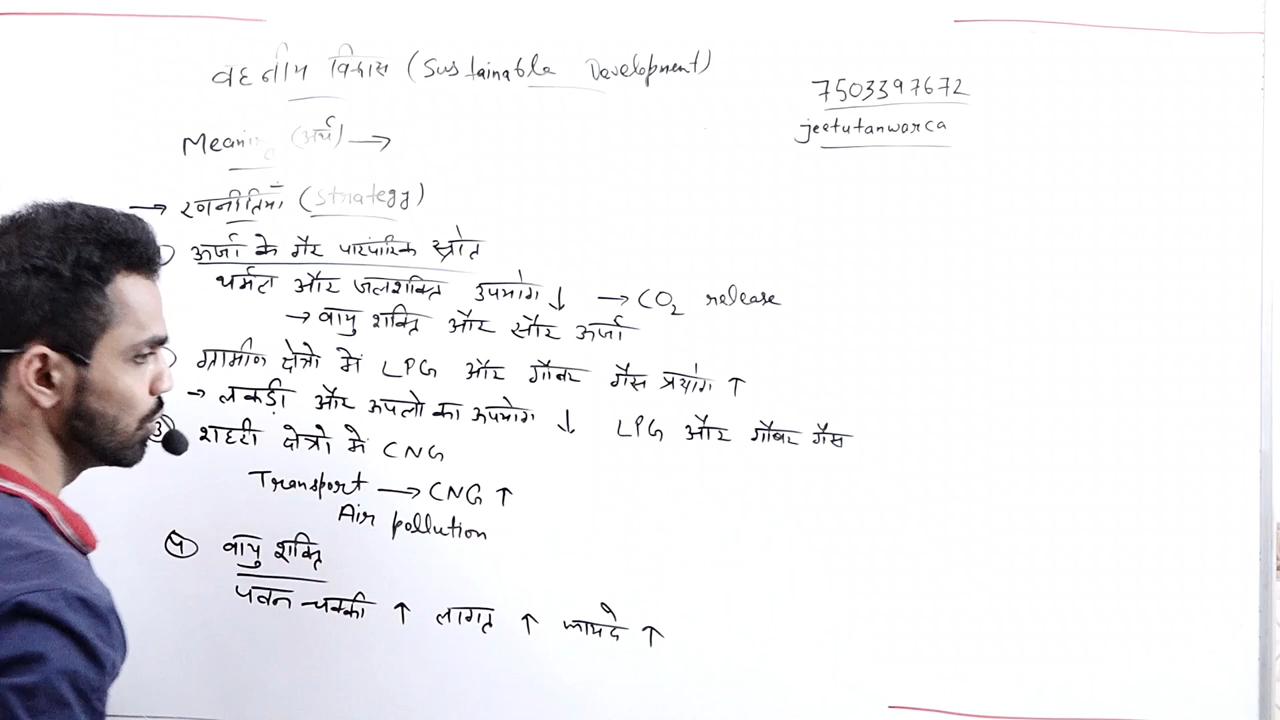 वहनीय विकास (Sustainable Development)
7503397672
jeetutanwarca
Meaning (अर्थ) →
→ रणनीतियाँ (Strategy)
ऊर्जा के गैर पारंपारिक स्रोत
थर्मल और जलशक्ति उपयोग ↓ → CO2 release
→ वायु शक्ति और सौर ऊर्जा
ग्रामीण क्षेत्रो में LPG और गोबर गैस प्रयोग ↑
→ लकड़ी और उपलो का उपयोग ↓ LPG और गोबर गैस
③ शहरी क्षेत्रो में CNG
Transport → CNG ↑
Air pollution
④ वायु शक्ति
पवन चक्की ↑ लागत ↑ फायदे ↑